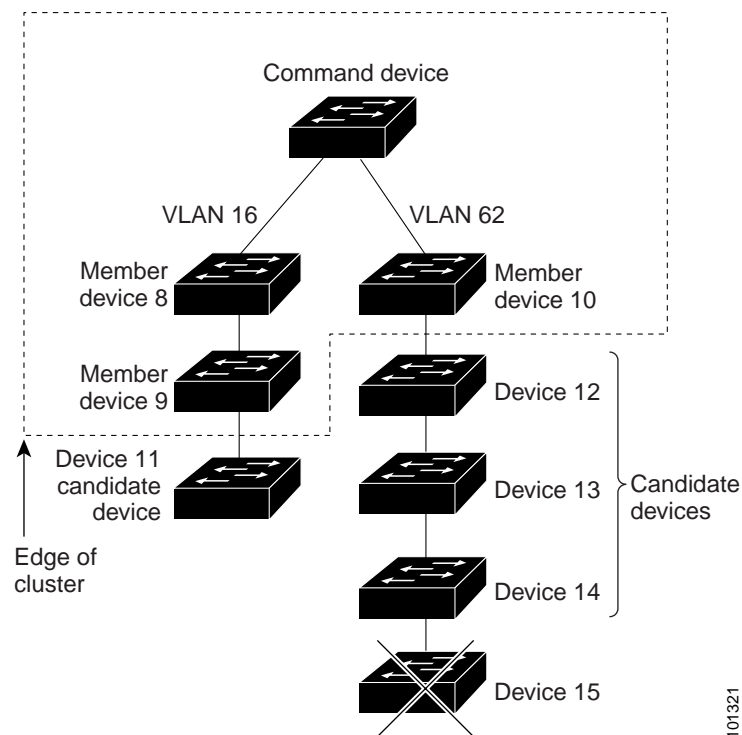 Command device
VLAN 16
VLAN 62
Member
device 8
Member
device 10
Member
device 9
Device 12
Device 11
candidate
device
Device 13
Candidate
devices
Edge of
cluster
Device 14
Device 15
101321